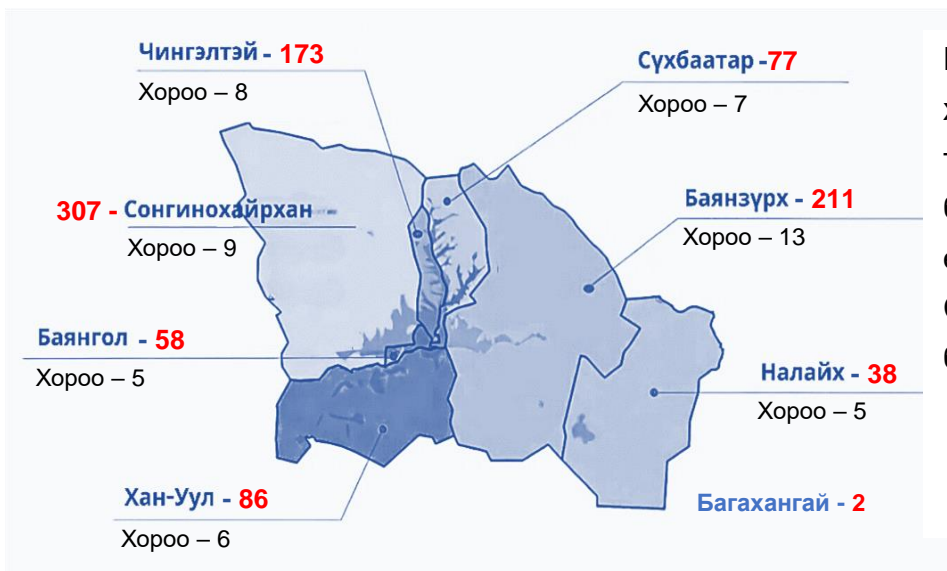 Чингэлтэй - 173
Хороо – 8
Сүхбаатар -77
Хороо – 7
307 - Сонгинохайрхан
Хороо – 9
Баянзүрх - 211
Хороо – 13
Баянгол - 58
Хороо – 5
Налайх - 38
Хороо – 5
Хан-Уул - 86
Хороо – 6
Багахангай - 2